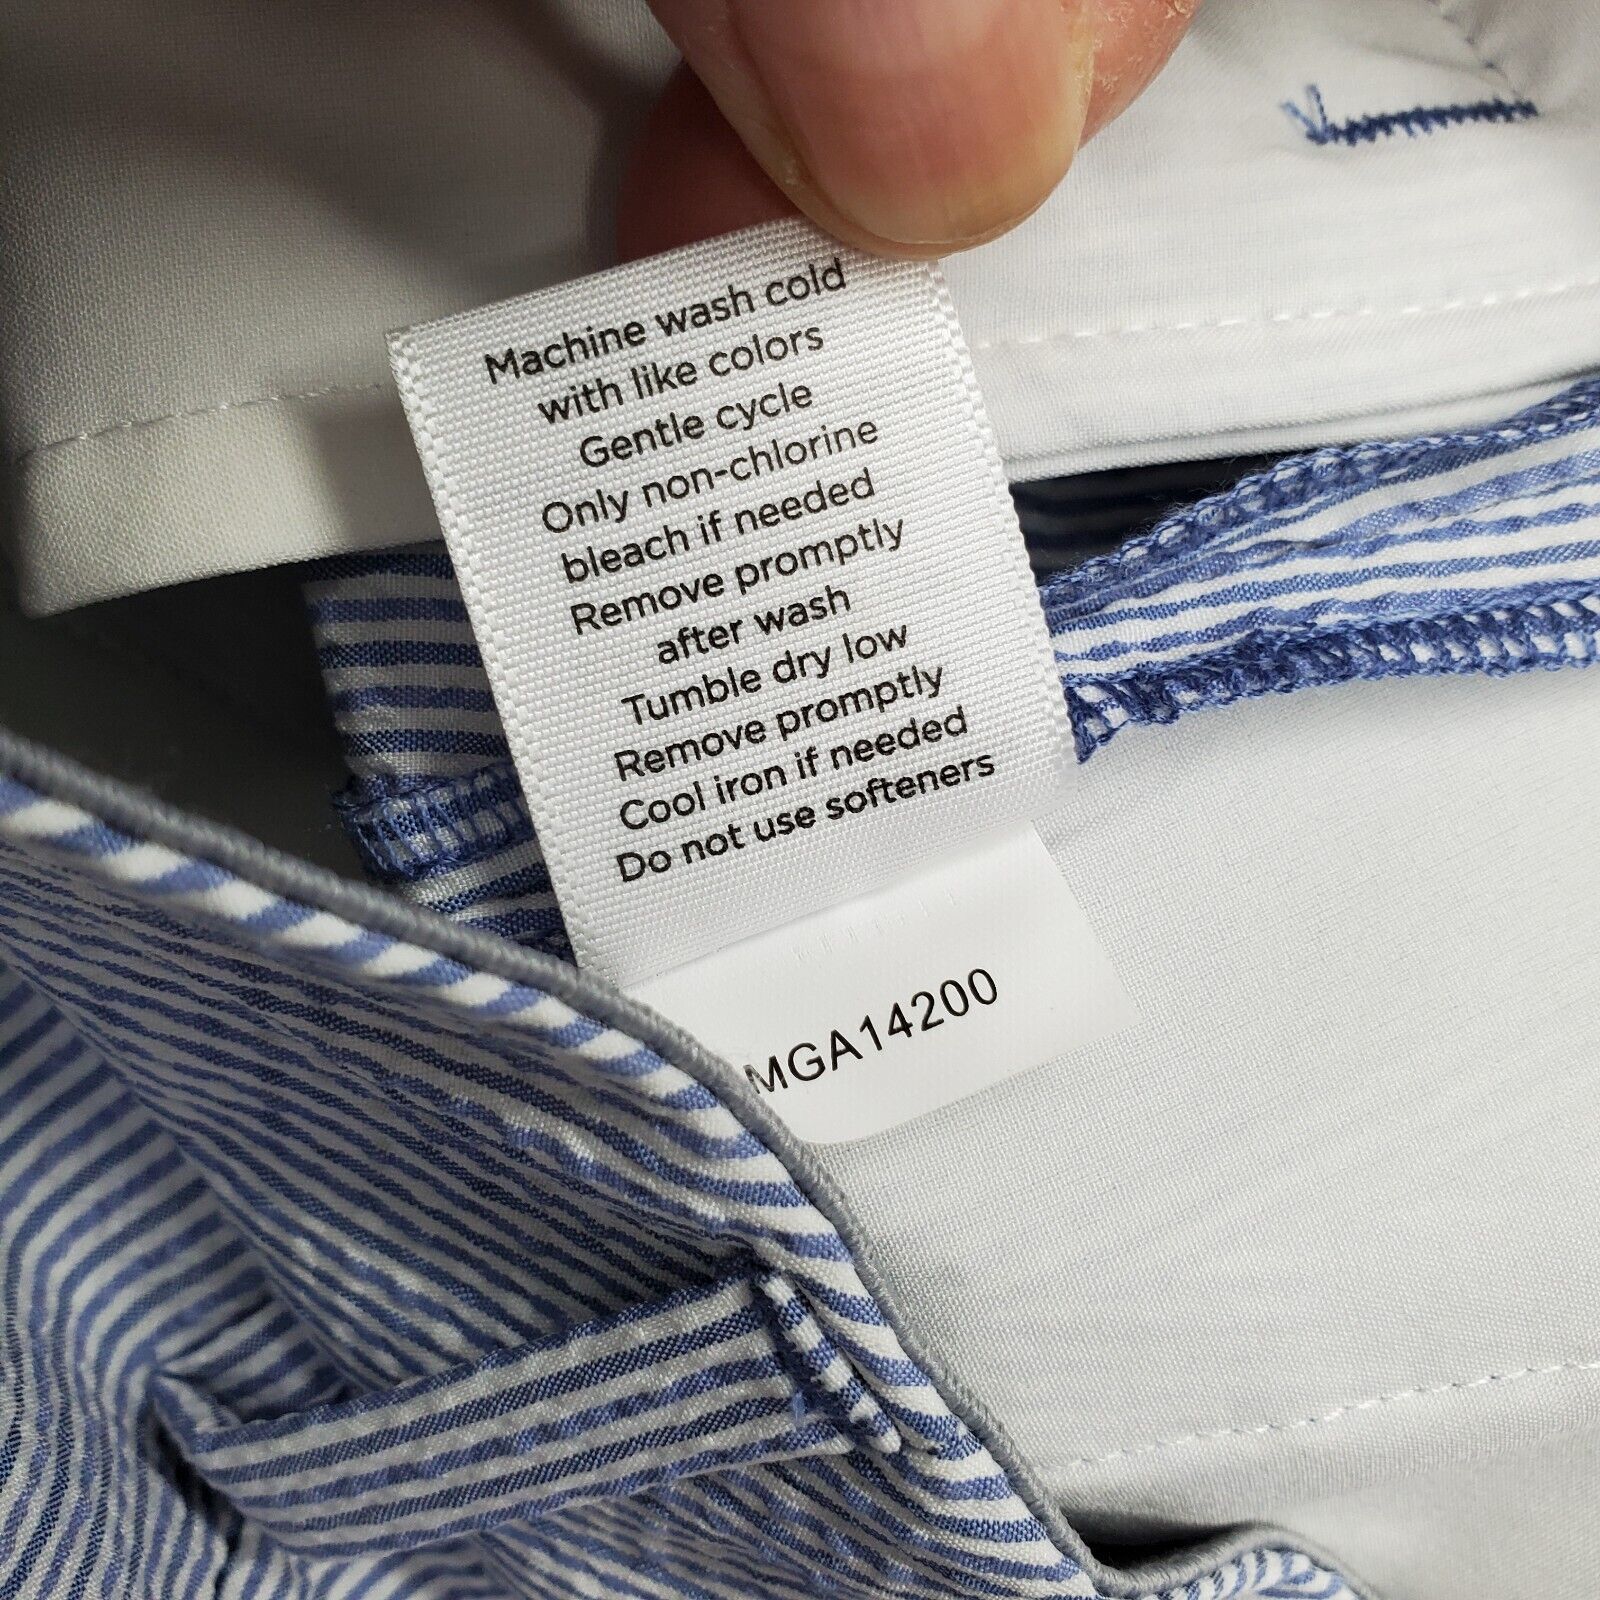 Machine wash cold
with like colors
Gentle cycle
Only non-chlorine
bleach if needed
Remove promptly
after wash
Tumble dry low
Remove promptly
Cool iron if needed
Do not use softeners
MGA14200